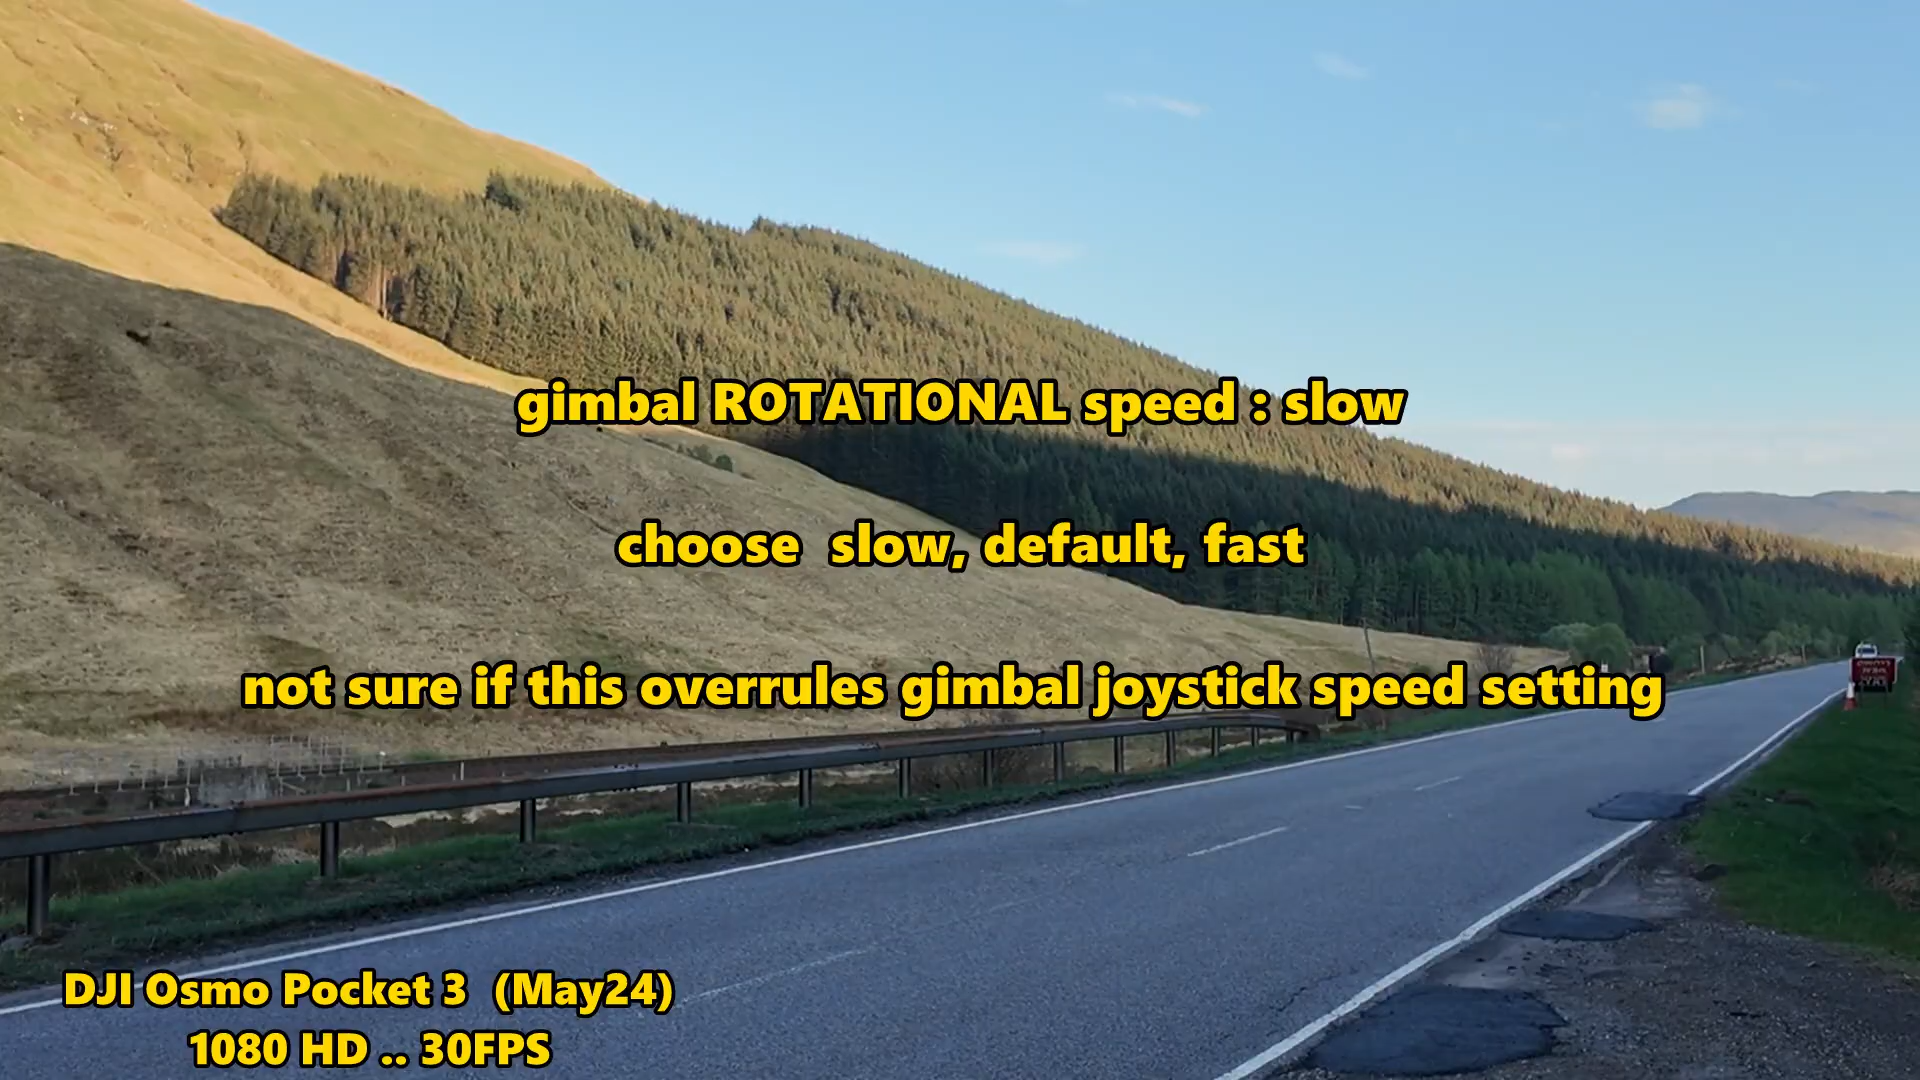 gimbal ROTATIONAL speed : slow
choose  slow, default, fast
not sure if this overrules gimbal joystick speed setting
DJI Osmo Pocket 3  (May24)
1080 HD .. 30FPS